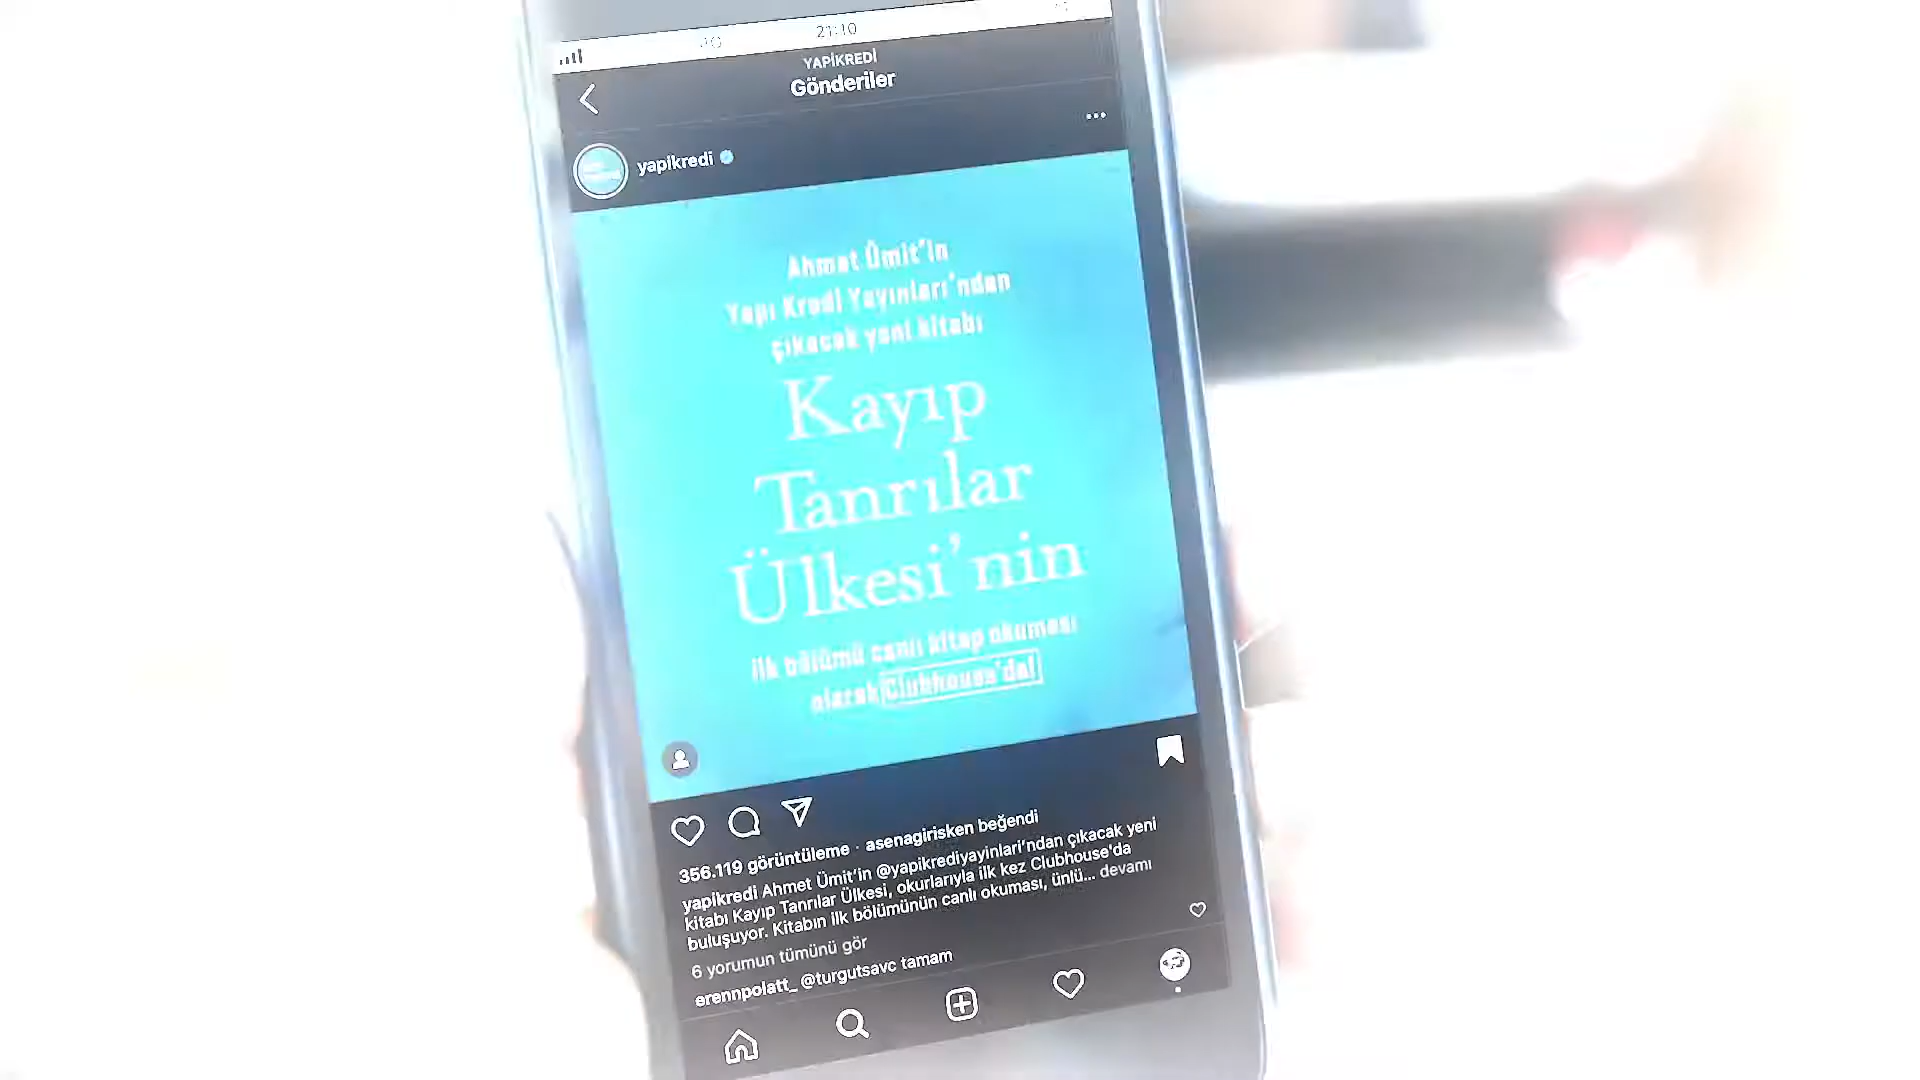 21:10
YAPIKREDİ
Gönderiler
yapikredi
Ahmet Ümit'in
Yapı Kredi Yayınları'ndan
çıkacak yeni kitabı
Kayıp
Tanrılar
Ülkesi'nin
ilk bölümü canlı kitap okuması
olarak Clubhouse'da!
356.119 görüntüleme · asenagirisken beğendi
yapikredi Ahmet Ümit'in @yapikrediyayinlari'ndan çıkacak yeni
kitabı Kayıp Tanrılar Ülkesi, okurlarıyla ilk kez Clubhouse'da
buluşuyor. Kitabın ilk bölümünün canlı okuması, ünlü... devamı
6 yorumun tümünü gör
erennpolatt_ @turgutsavc tamam